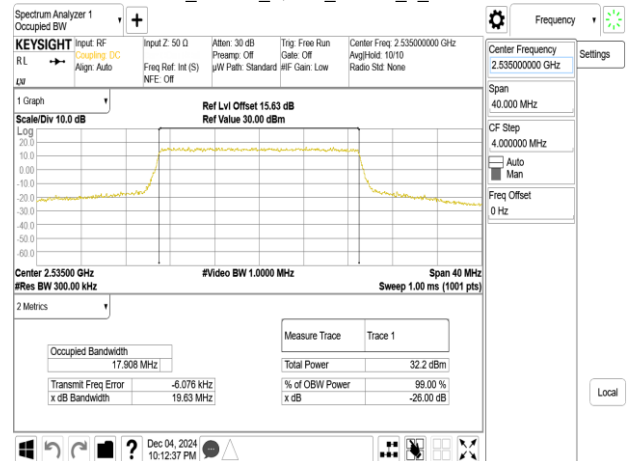 Spectrum Analyzer 1
Occupied BW
Frequency
KEYSIGHT
RL
LXI
Input: RF
Coupling: DC
Align: Auto
Input Z: 50 Ω
Freq Ref: Int (S)
NFE: Off
Atten: 30 dB
Preamp: Off
µW Path: Standard
Trig: Free Run
Gate: Off
#IF Gain: Low
Center Freq: 2.535000000 GHz
Avg|Hold: 10/10
Radio Std: None
Center Frequency
2.535000000 GHz
Settings
Span
40.000 MHz
CF Step
4.000000 MHz
Auto
Man
Freq Offset
0 Hz
Local
1 Graph
Scale/Div 10.0 dB
Ref Lvl Offset 15.63 dB
Ref Value 30.00 dBm
Log
20.0
10.0
0.00
-10.0
-20.0
-30.0
-40.0
-50.0
-60.0
Center 2.53500 GHz
#Res BW 300.00 kHz
#Video BW 1.0000 MHz
Span 40 MHz
Sweep 1.00 ms (1001 pts)
2 Metrics
Measure Trace Trace 1
Occupied Bandwidth
17.908 MHz
Total Power 32.2 dBm
Transmit Freq Error -6.076 kHz
% of OBW Power 99.00 %
x dB Bandwidth 19.63 MHz
x dB -26.00 dB
?
Dec 04, 2024
10:12:37 PM